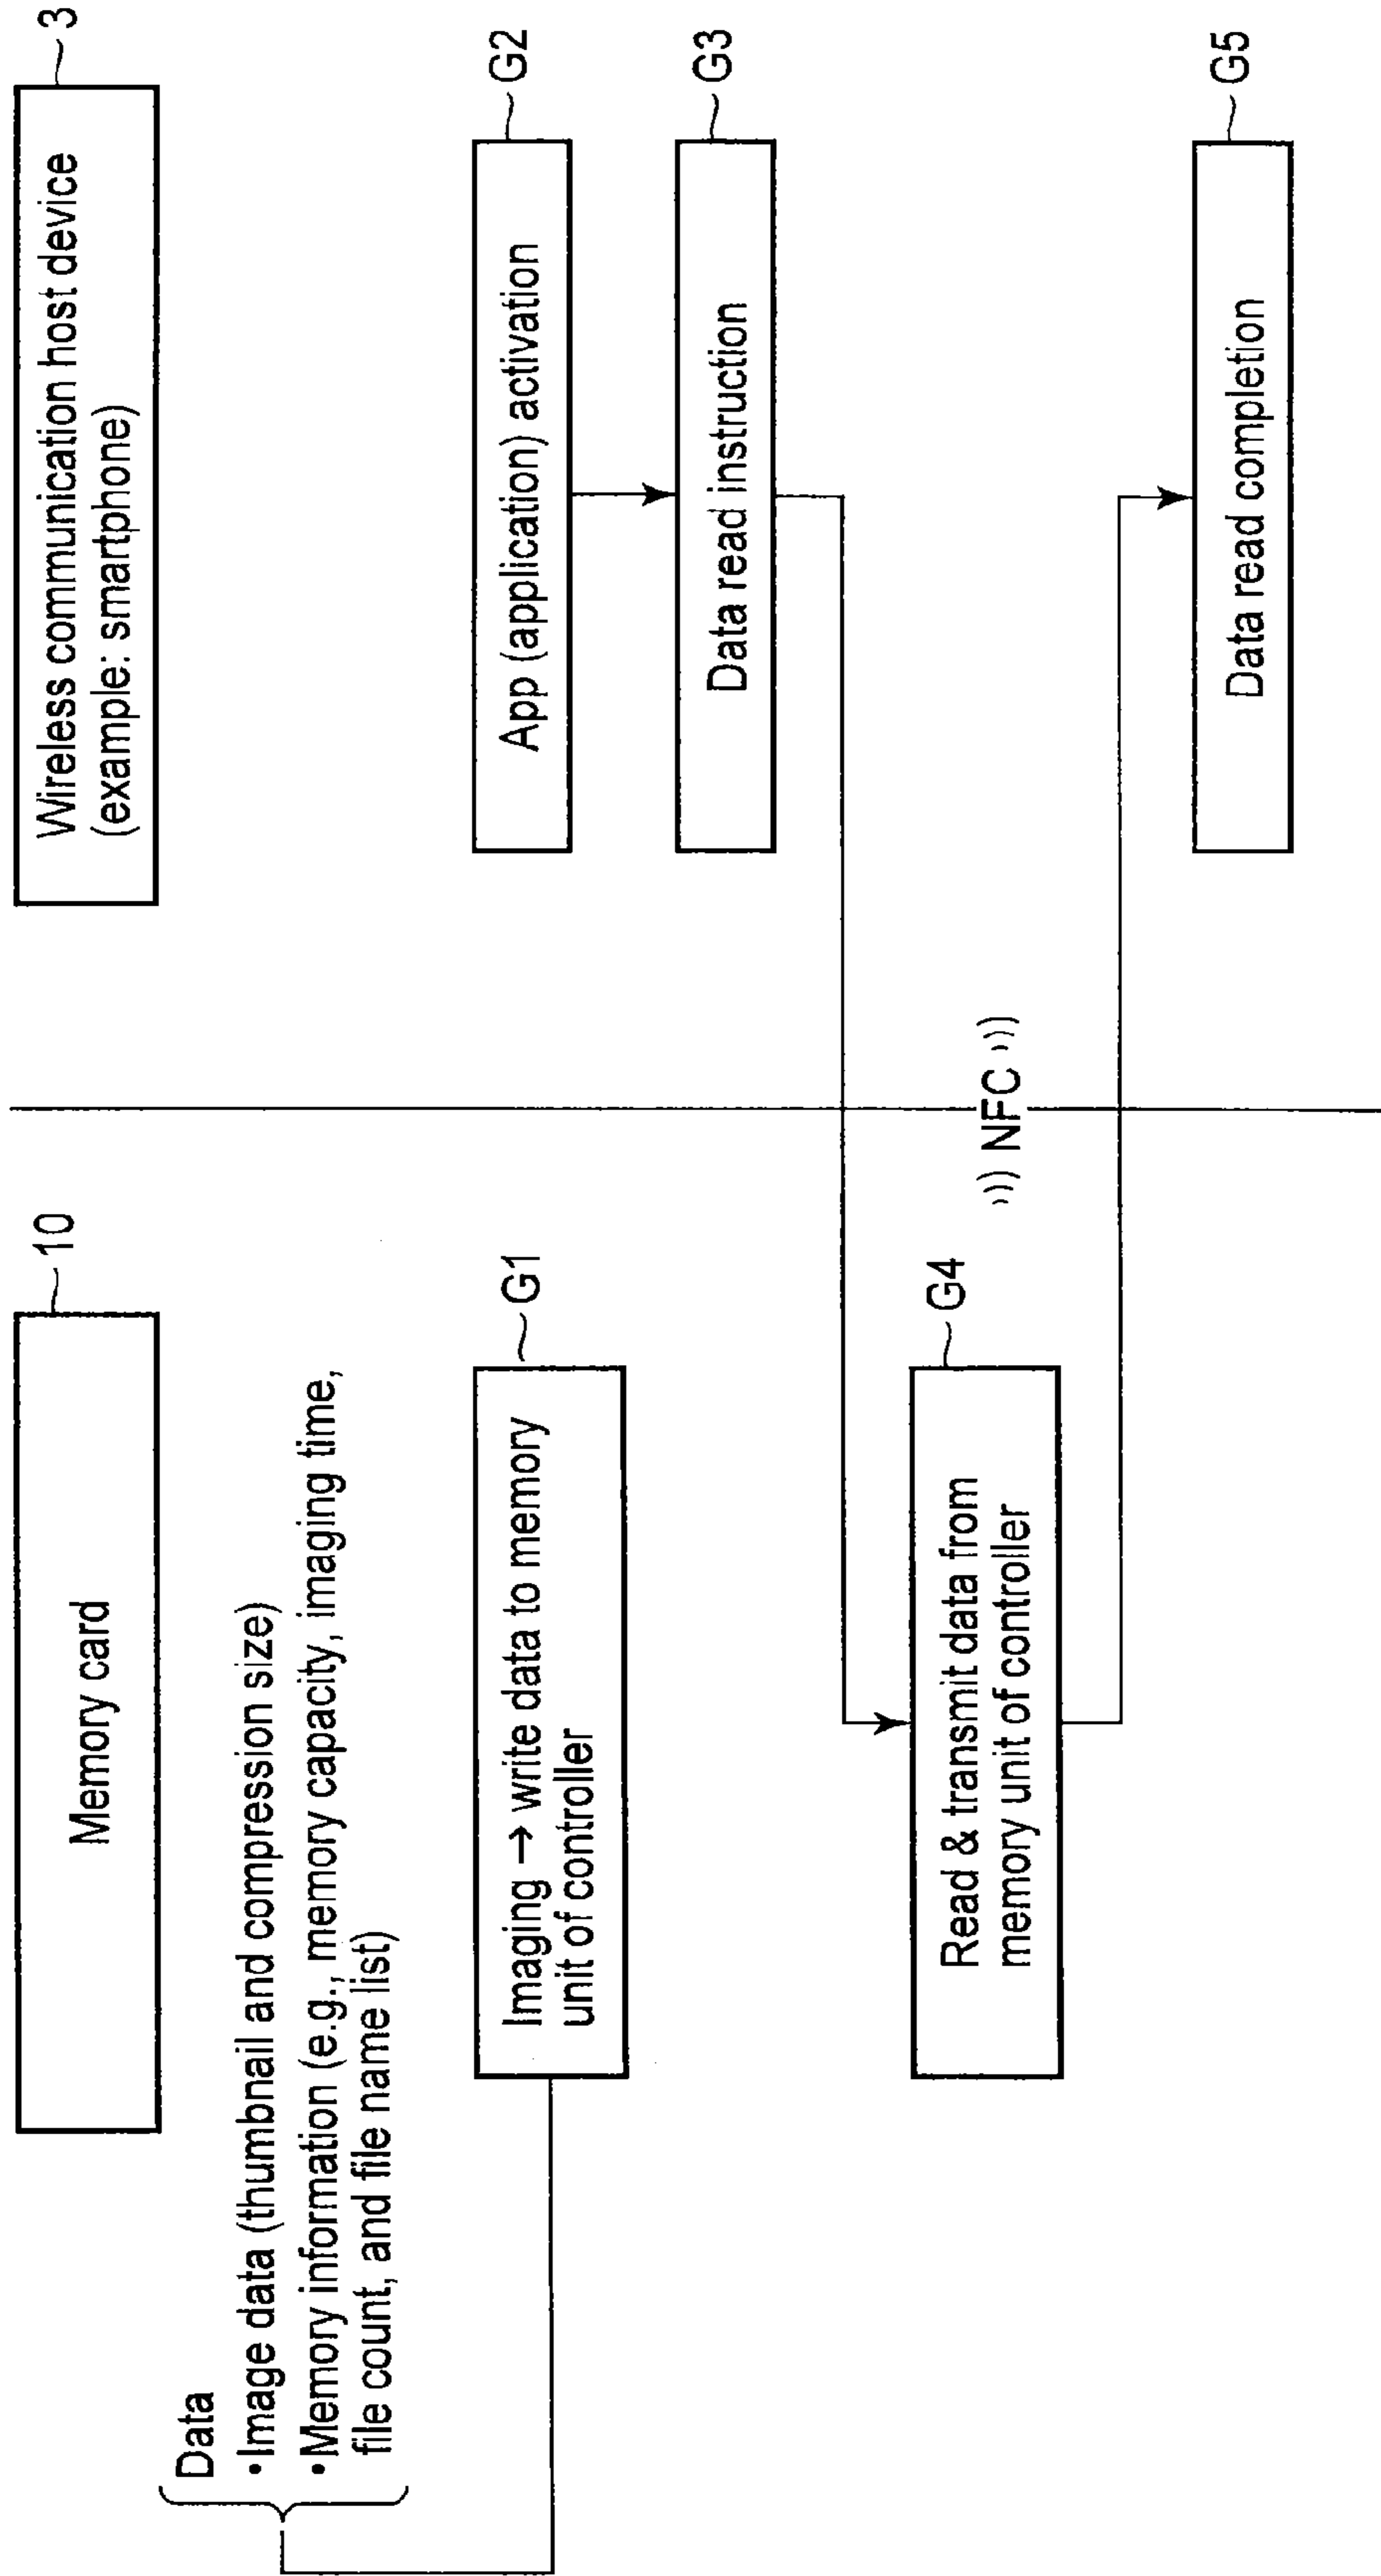 Memory card
10
Wireless communication host device
(example: smartphone)
3
Data
•Image data (thumbnail and compression size)
•Memory information (e.g., memory capacity, imaging time,
file count, and file name list)
Imaging → write data to memory
unit of controller
G1
App (application) activation
G2
Data read instruction
G3
Read & transmit data from
memory unit of controller
G4
NFC
Data read completion
G5